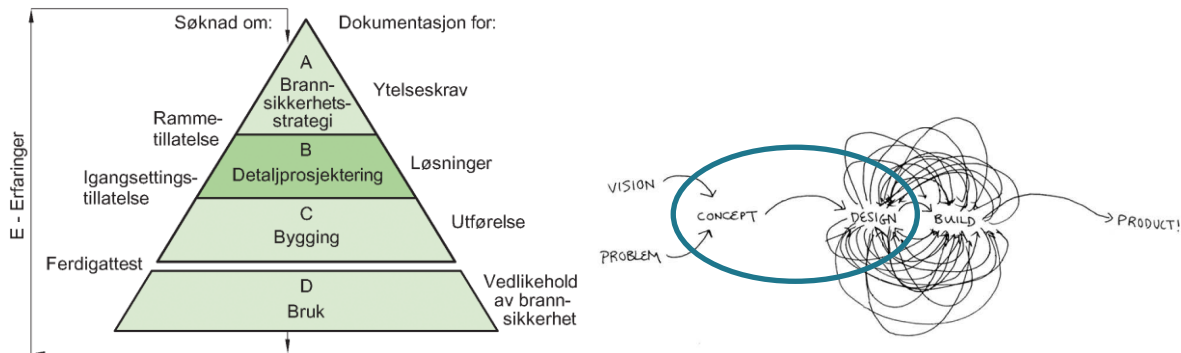 Søknad om:
Dokumentasjon for:
A
Brann-
sikkerhets-
strategi
Ytelseskrav
Ramme-
tillatelse
B
Detaljprosjektering
Løsninger
Igangsettings-
tillatelse
C
Bygging
Utførelse
Ferdigattest
D
Bruk
Vedlikehold
av brann-
sikkerhet
E - Erfaringer
VISION
CONCEPT
PROBLEM
DESIGN
BUILD
PRODUCT!